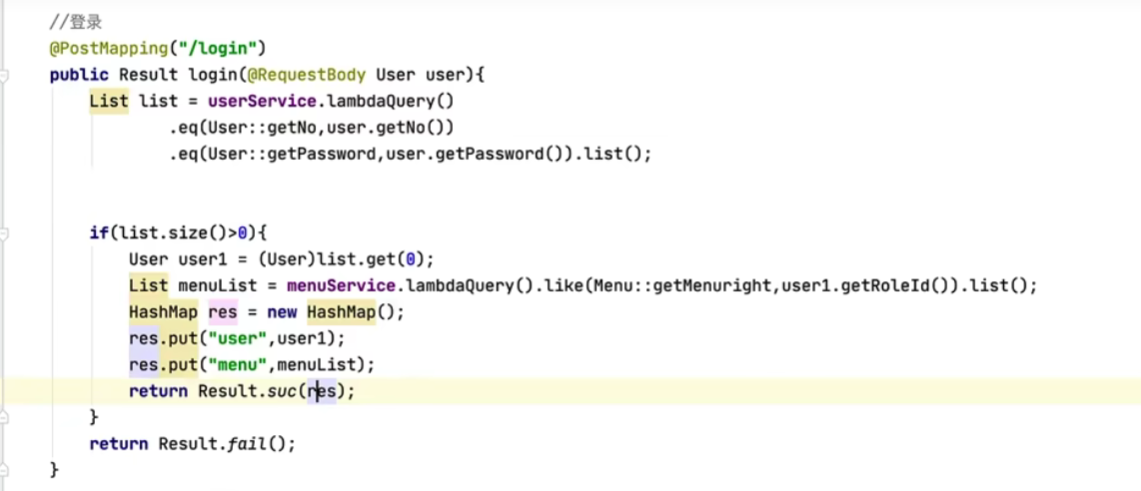 //登录
@PostMapping("/login")
public Result login(@RequestBody User user){
List list = userService.lambdaQuery()
.eq(User::getNo,user.getNo())
.eq(User::getPassword,user.getPassword()).list();
if(list.size()>0){
User user1 = (User)list.get(0);
List menuList = menuService.lambdaQuery().like(Menu::getMenuright,user1.getRoleId()).list();
HashMap res = new HashMap();
res.put("user",user1);
res.put("menu",menuList);
return Result.suc(res);
}
return Result.fail();
}